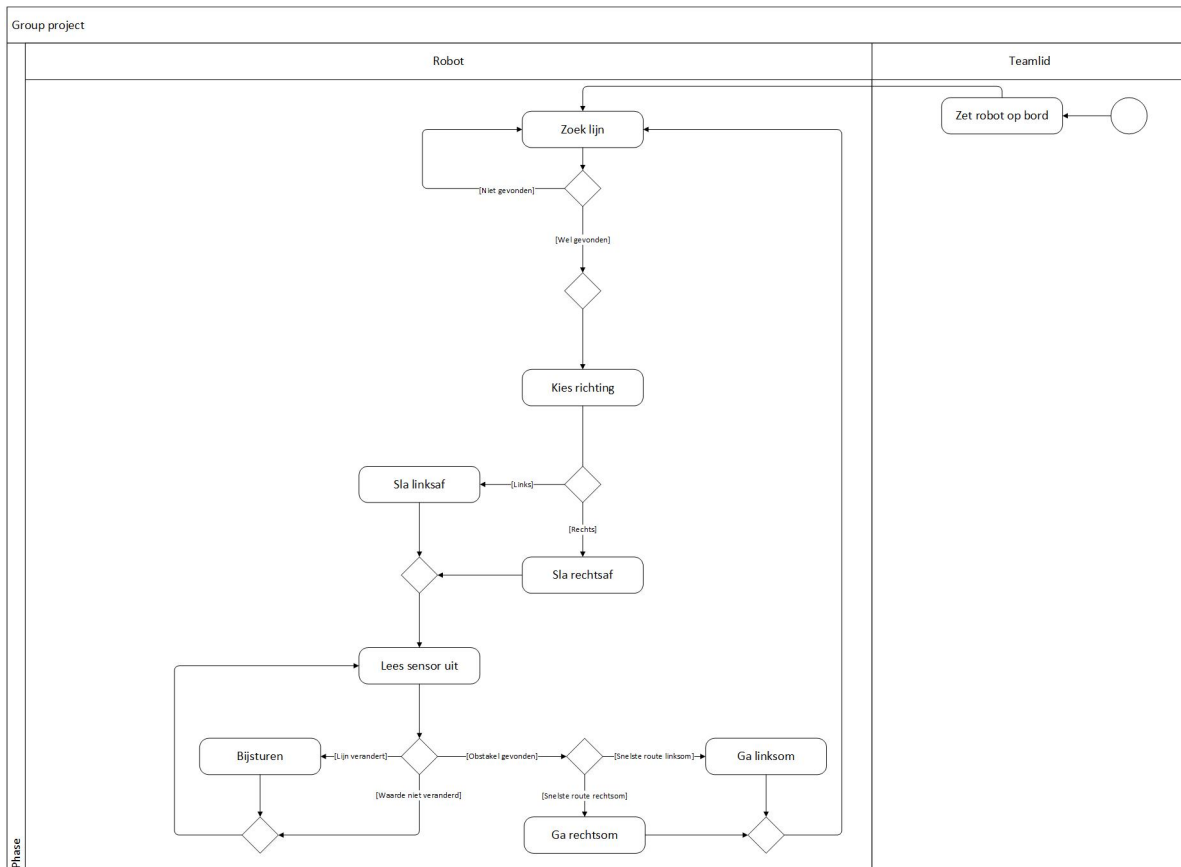 Group project
Robot
Teamlid
Zet robot op bord
Zoek lijn
[Niet gevonden]
[Wel gevonden]
Kies richting
Sla linksaf
[Links]
[Rechts]
Sla rechtsaf
Lees sensor uit
Bijsturen
[Lijn verandert]
[Obstakel gevonden]
[Snelste route linksom]
Ga linksom
[Waarde niet veranderd]
[Snelste route rechtsom]
Ga rechtsom
Phase